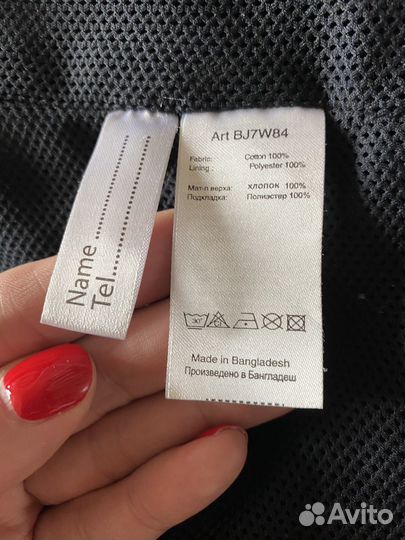 Name
Tel
Art BJ7W84
Fabric: Cotton 100%
Lining : Polyester 100%
Мат-л верха: хлопок 100%
Подкладка: Полиэстер 100%
30°
Made in Bangladesh
Произведено в Бангладеш
Avito